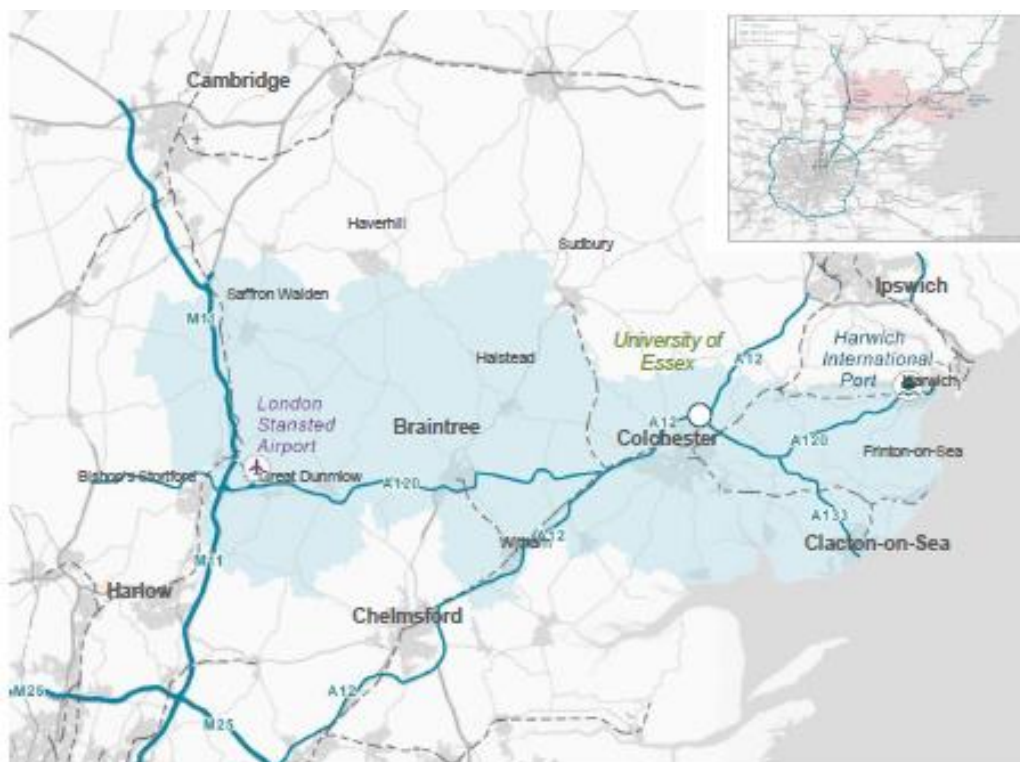 Cambridge
Haverhill
Sudbury
Ipswich
Saffron Walden
M11
University of
Essex
Harwich
International
Port
Harwich
Halstead
A12
London
Stansted
Airport
Braintree
A12
Colchester
A120
Frinton-on-Sea
Bishop's Stortford
Great Dunmow
A120
A133
Witham
A12
Clacton-on-Sea
M11
Harlow
Chelmsford
M25
A12
M25